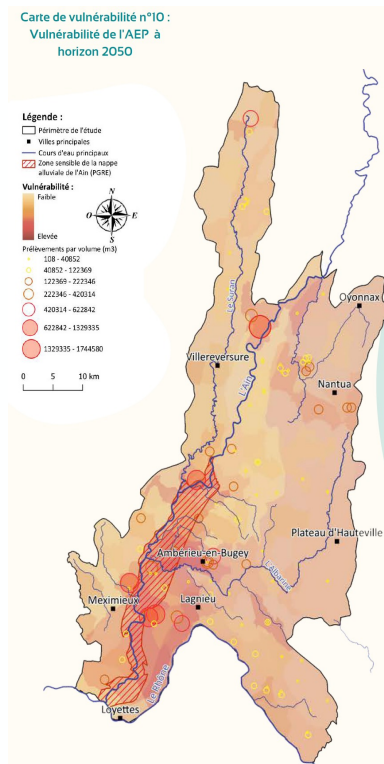 Carte de vulnérabilité n°10 :
Vulnérabilité de l'AEP à
horizon 2050
Légende :
Périmètre de l'étude
Villes principales
Cours d'eau principaux
Zone sensible de la nappe
alluviale de l'Ain (PGRE)
Vulnérabilité :
Faible
Elevée
N
O
E
S
Prélèvements par volume (m3)
108 - 40852
40852 - 122369
122369 - 222346
222346 - 420314
420314 - 622842
622842 - 1329335
1329335 - 1744580
0 5 10 km
Oyonnax
Le Suran
Villereversure
L'Ain
Nantua
Plateau d'Hauteville
Amberieu-en-Bugey
L'Albarine
Meximieux
Lagnieu
Le Rhône
Loyettes